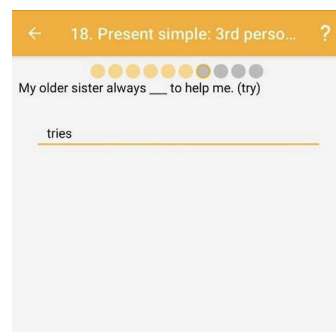 18. Present simple: 3rd perso... ?
My older sister always ___ to help me. (try)
tries